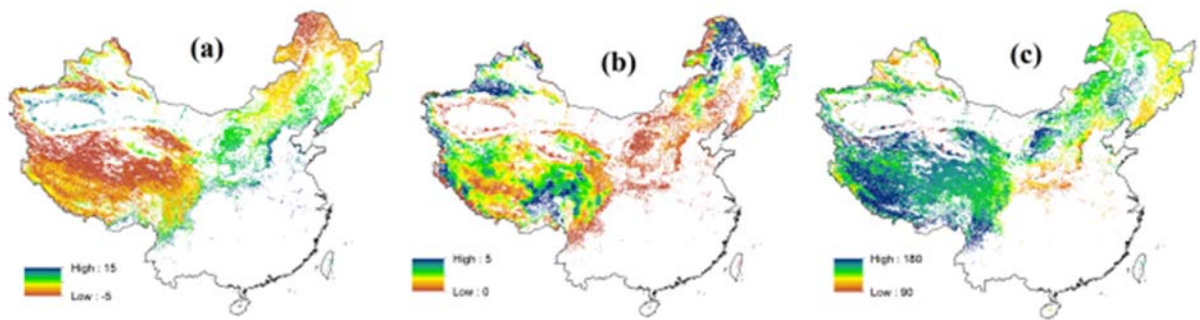 (a)
(b)
(c)
High : 15
Low : -5
High : 5
Low : 0
High : 180
Low : 90